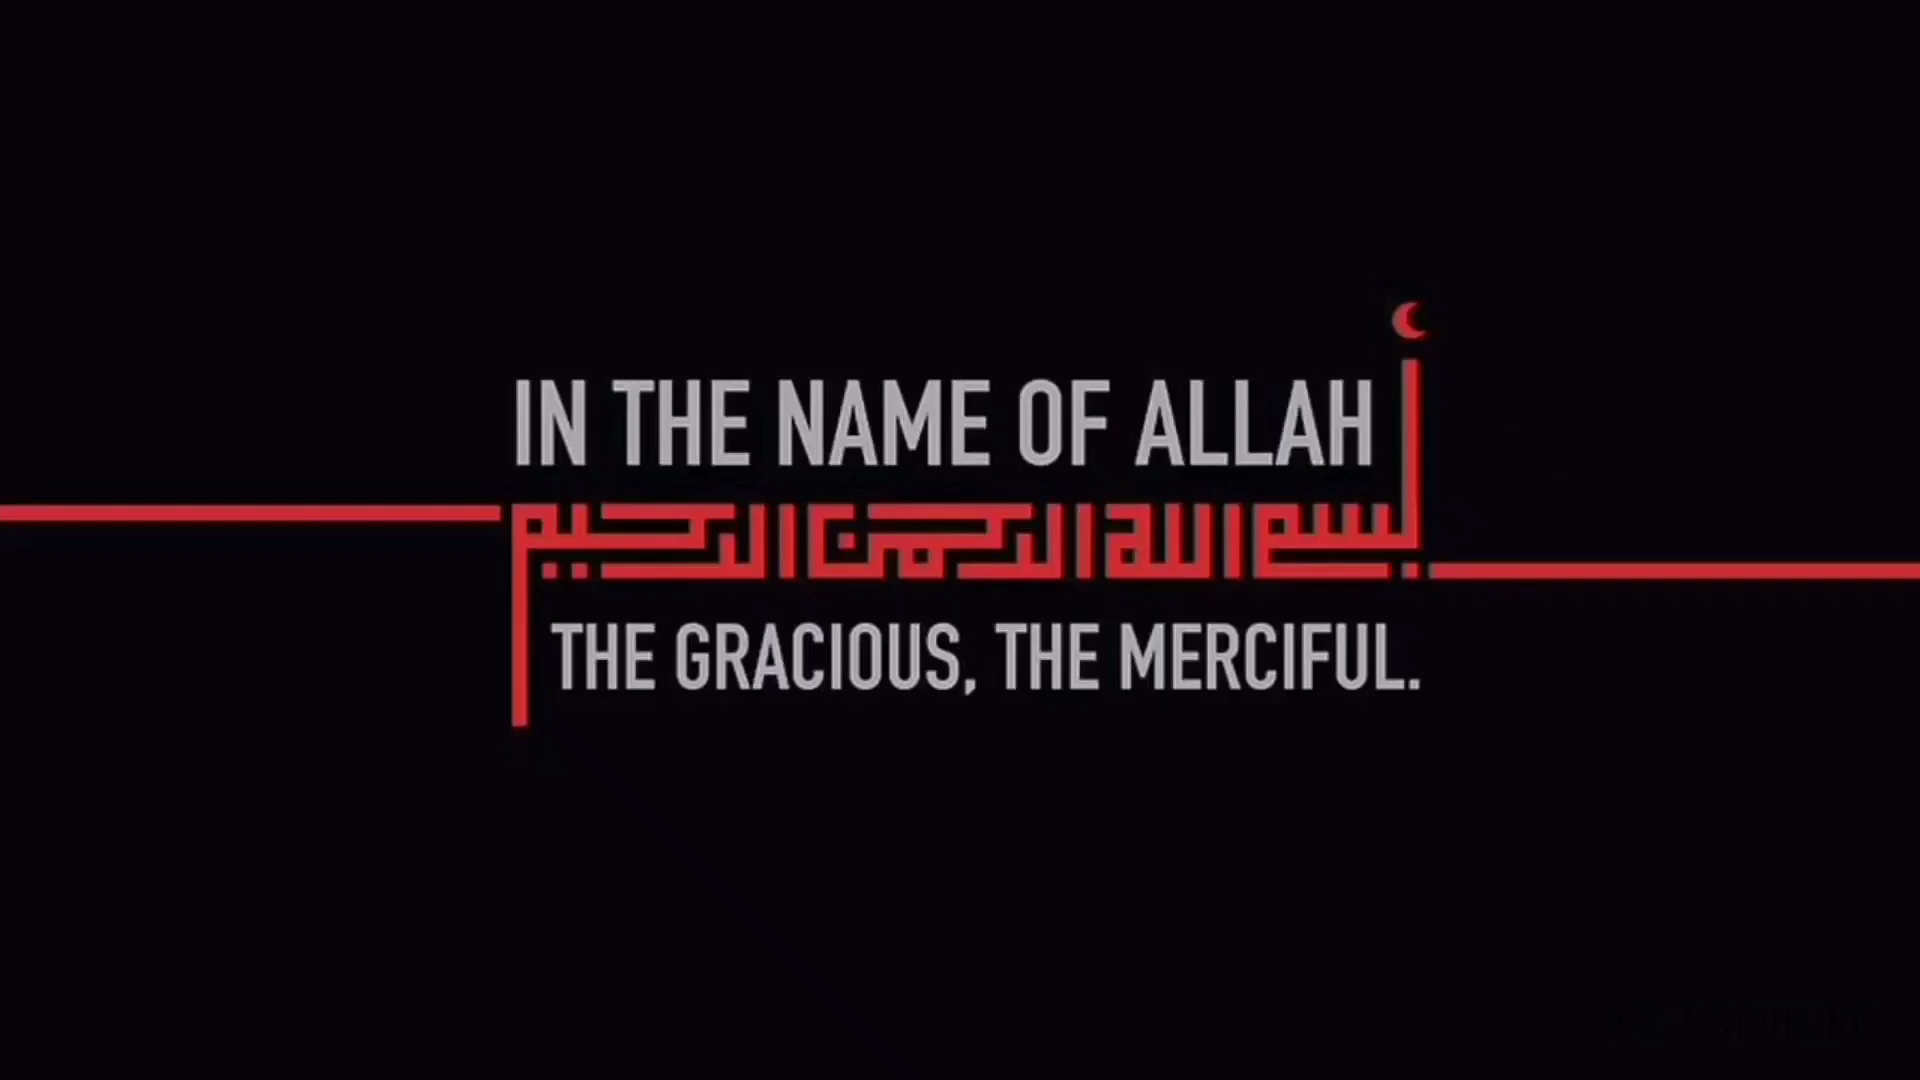 IN THE NAME OF ALLAH
بسم الله الرحمن الرحيم
THE GRACIOUS, THE MERCIFUL.